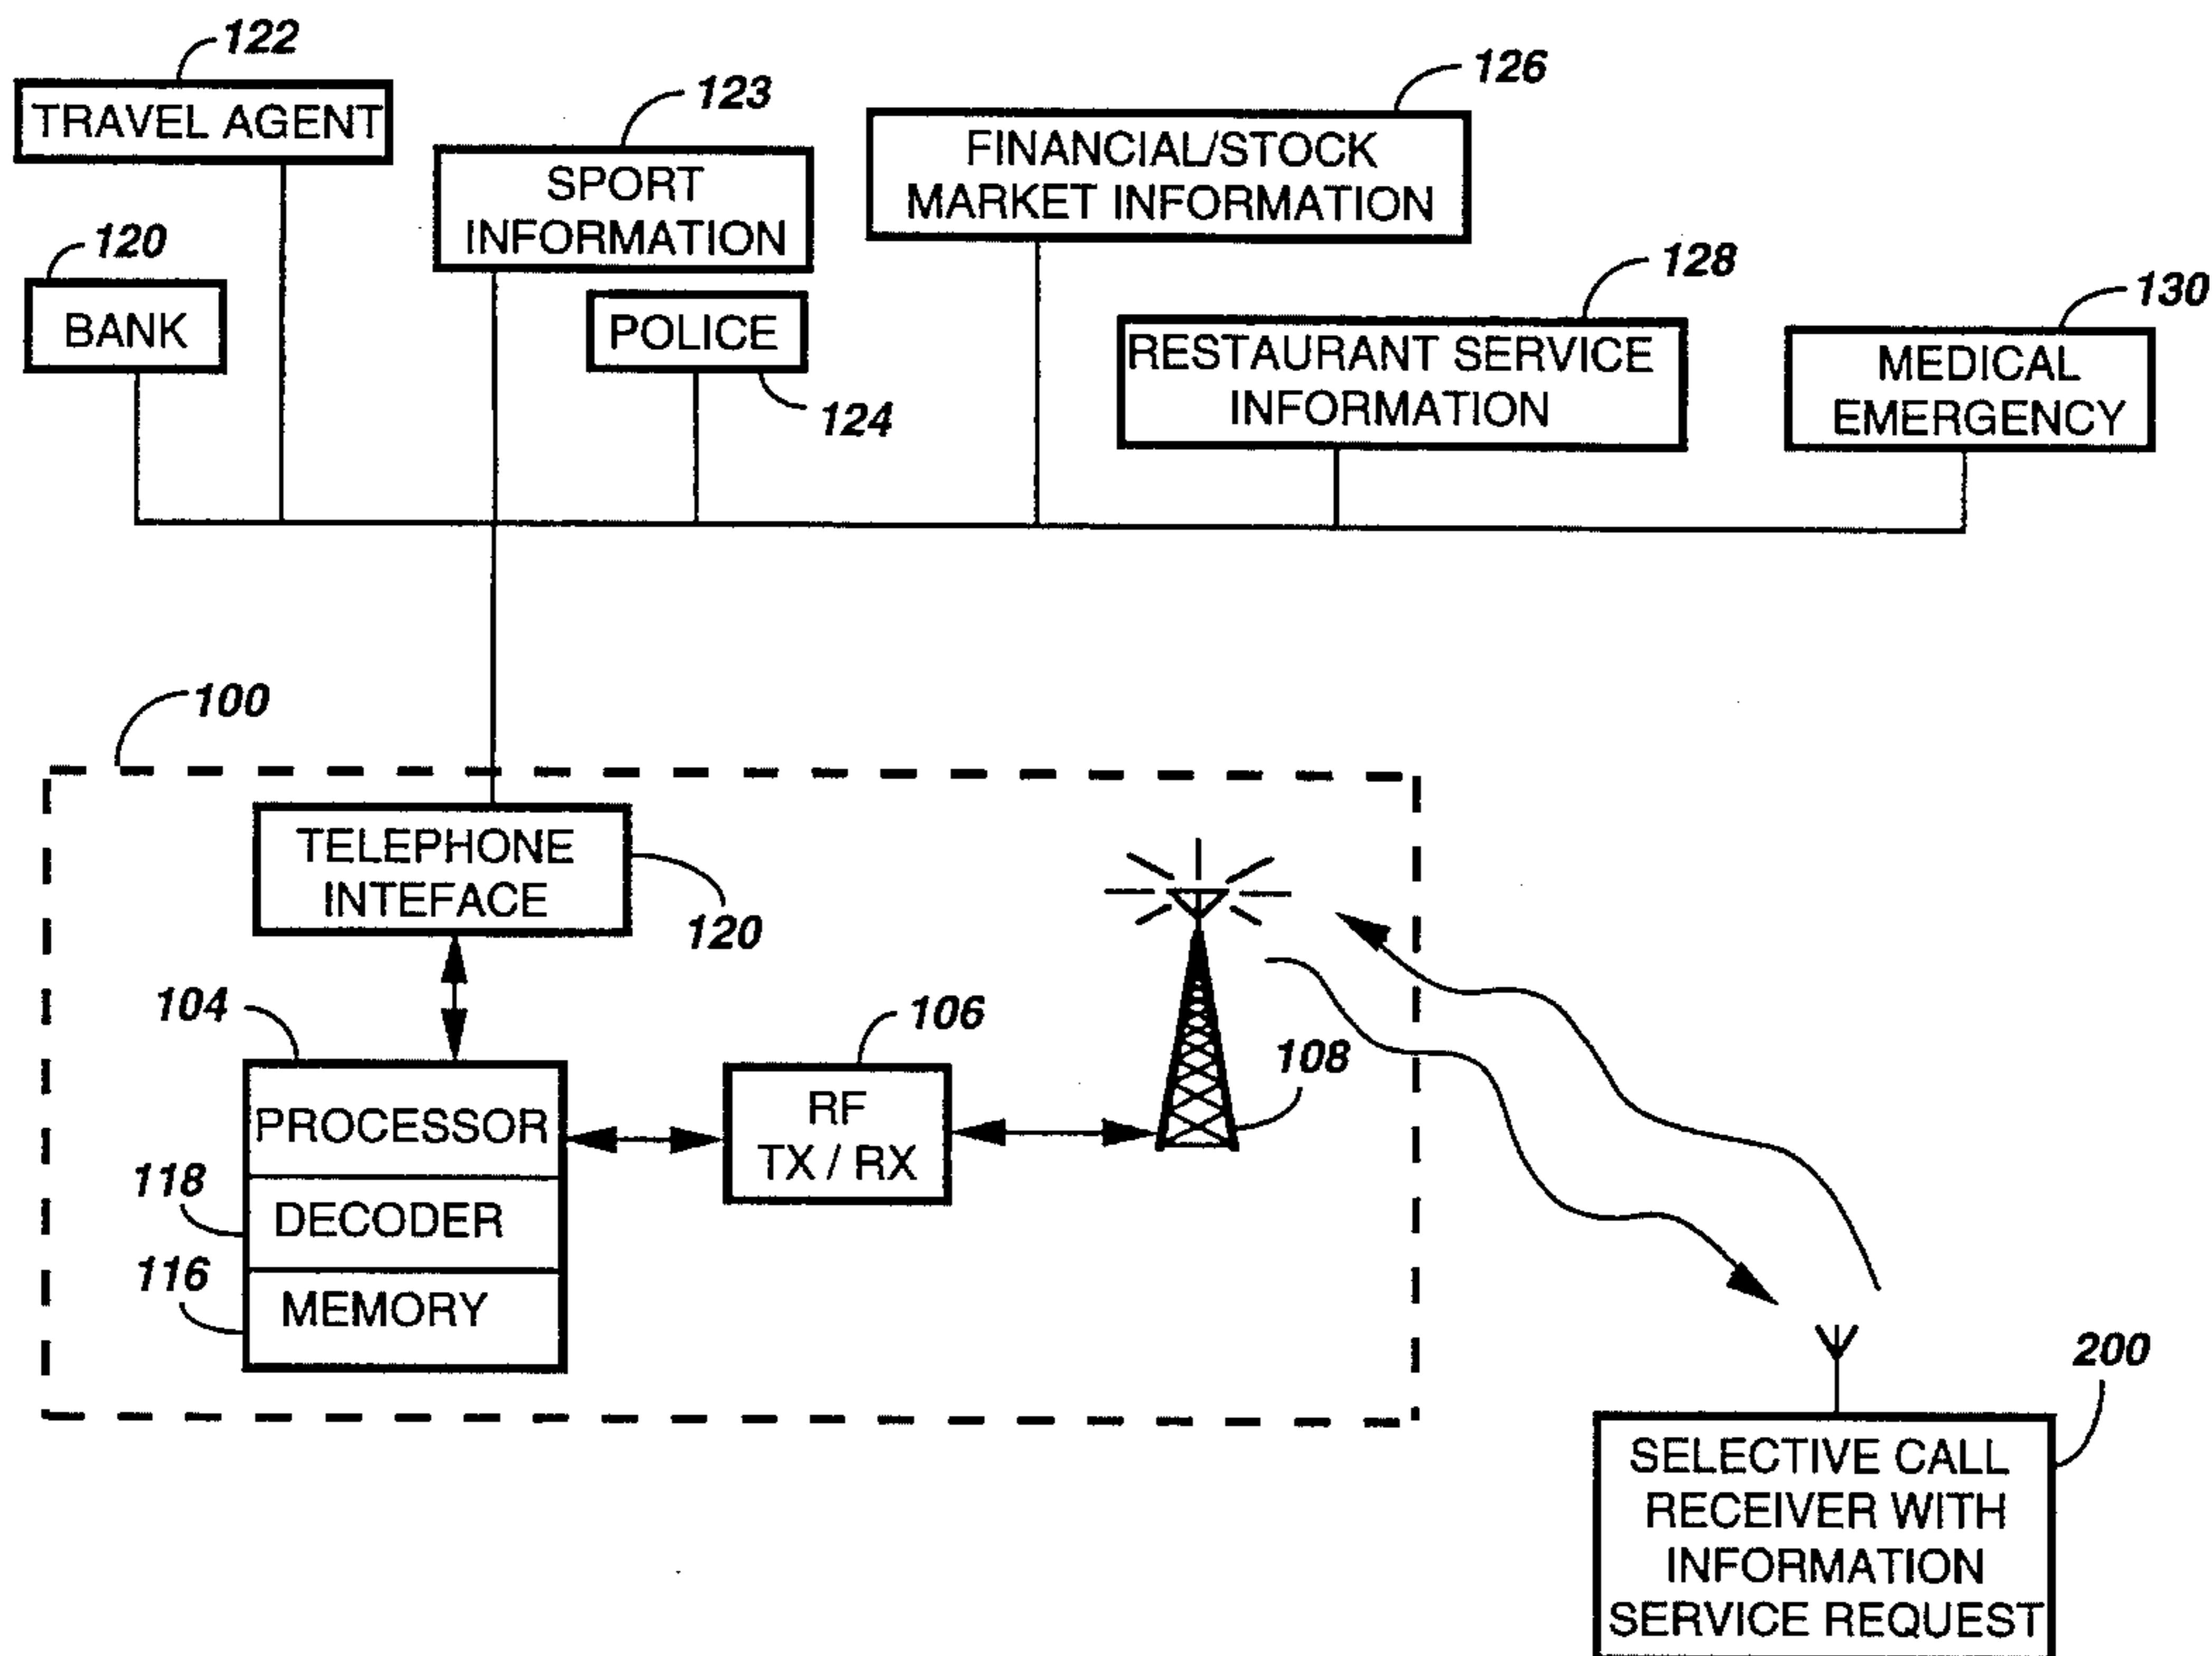 122
TRAVEL AGENT
123
SPORT
INFORMATION
126
FINANCIAL/STOCK
MARKET INFORMATION
120
BANK
POLICE
124
128
RESTAURANT SERVICE
INFORMATION
130
MEDICAL
EMERGENCY
100
TELEPHONE
INTEFACE
120
104
PROCESSOR
118
DECODER
116
MEMORY
106
RF
TX / RX
108
200
SELECTIVE CALL
RECEIVER WITH
INFORMATION
SERVICE REQUEST